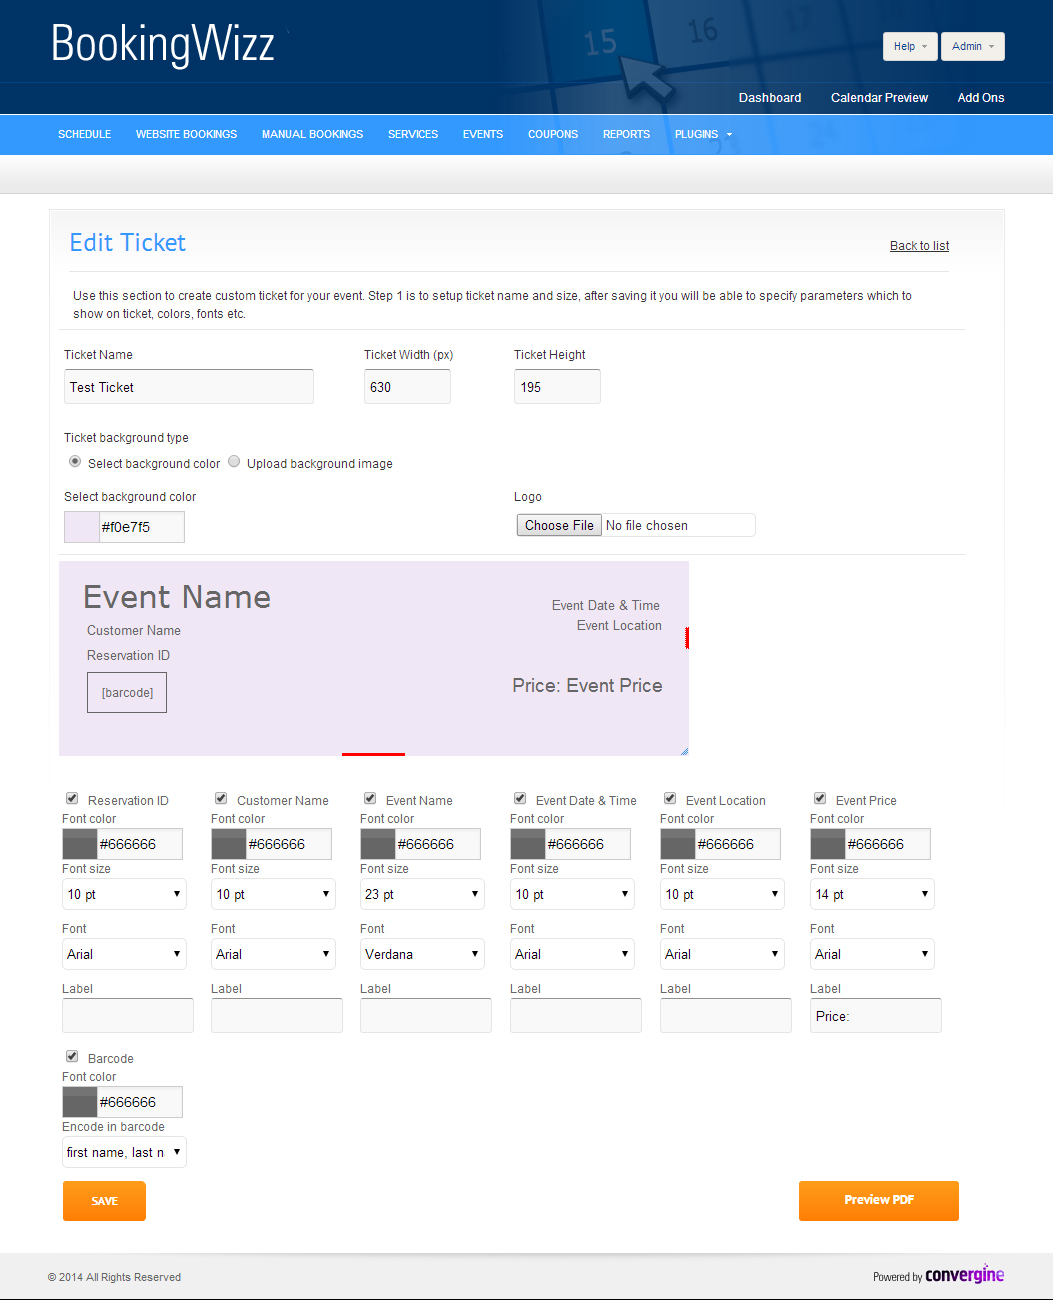 BookingWizz
15
16
Help
Admin
Dashboard
Calendar Preview
Add Ons
SCHEDULE
WEBSITE BOOKINGS
MANUAL BOOKINGS
SERVICES
EVENTS
COUPONS
REPORTS
PLUGINS
23
24
Edit Ticket
Back to list
Use this section to create custom ticket for your event. Step 1 is to setup ticket name and size, after saving it you will be able to specify parameters which to
show on ticket, colors, fonts etc.
Ticket Name
Ticket Width (px)
Ticket Height
Test Ticket
630
195
Ticket background type
Select background color
Upload background image
Select background color
Logo
#f0e7f5
Choose File No file chosen
Event Name
Event Date & Time
Customer Name
Event Location
Reservation ID
[barcode]
Price: Event Price
Reservation ID
Customer Name
Event Name
Event Date & Time
Event Location
Event Price
Font color
Font color
Font color
Font color
Font color
Font color
#666666
#666666
#666666
#666666
#666666
#666666
Font size
Font size
Font size
Font size
Font size
Font size
10 pt
10 pt
23 pt
10 pt
10 pt
14 pt
Font
Font
Font
Font
Font
Font
Arial
Arial
Verdana
Arial
Arial
Arial
Label
Label
Label
Label
Label
Label
Price:
Barcode
Font color
#666666
Encode in barcode
first name, last n
SAVE
Preview PDF
© 2014 All Rights Reserved
Powered by convergine